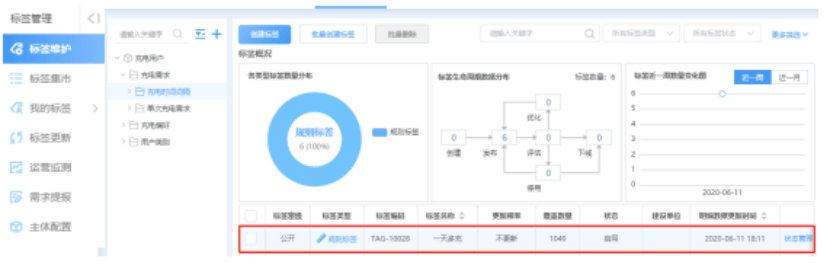 标签管理
标签维护
标签集市
我的标签
标签更新
运营监测
需求提报
主体配置
请输入关键字
充电用户
充电需求
充电时间周期
单次充电需求
充电偏好
用户类别
创建标签 批量创建标签 批量删除 请输入关键字 所有标签类型 所有标签状态 更多筛选
标签概况
各类型标签数量分布
规则标签
6 (100%)
规则标签
标签生命周期数据分布 标签数量: 6
0
优化
0 6 0 0
创建 发布 评估 下线
0
停用
标签近一周数量变化图 近一周 近一月
6
5
4
3
2
1
0
2020-06-11
标签密级 标签类型 标签编码 标签名称 更新频率 覆盖数量 状态 建设单位 明细数据更新时间
公开 规则标签 TAG-10028 一天多充 不更新 1049 启用 2020-06-11 18:11 状态管理